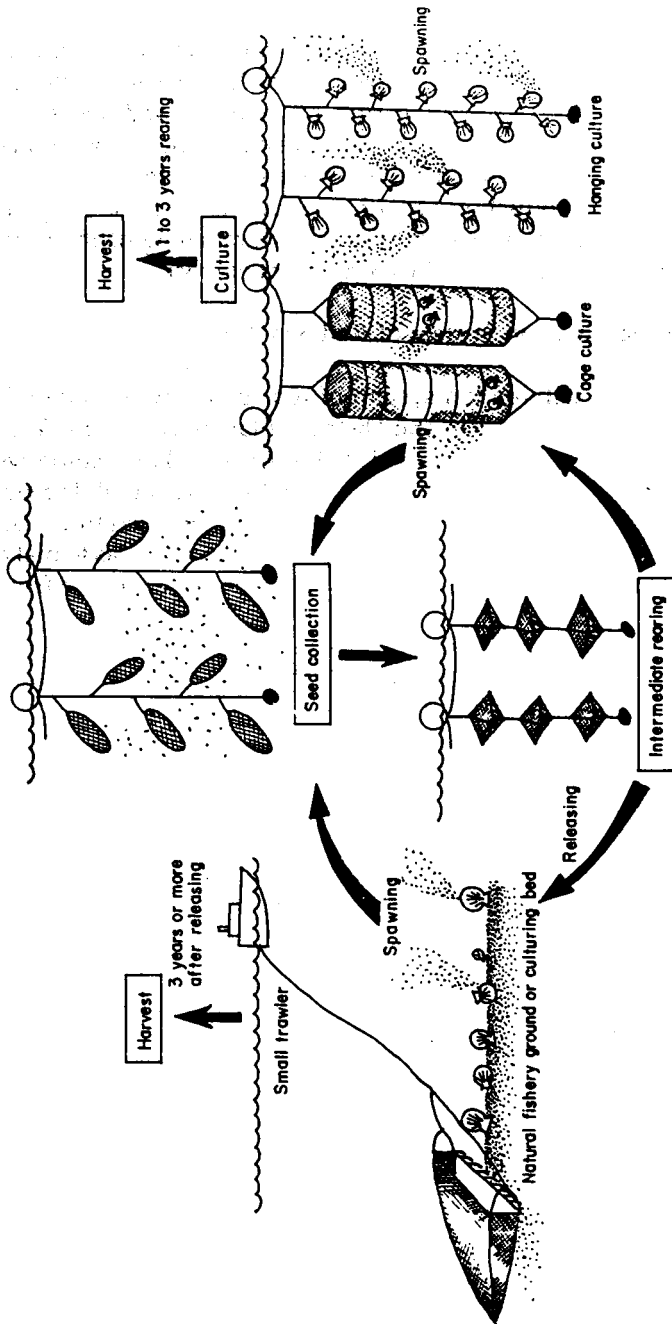 Harvest
3 years or more
after releasing
Small trawler
Spawning
Natural fishery ground or culturing bed
Releasing
Seed collection
Intermediate rearing
Harvest
1 to 3 years rearing
Culture
Spawning
Cage culture
Hanging culture
Spawning